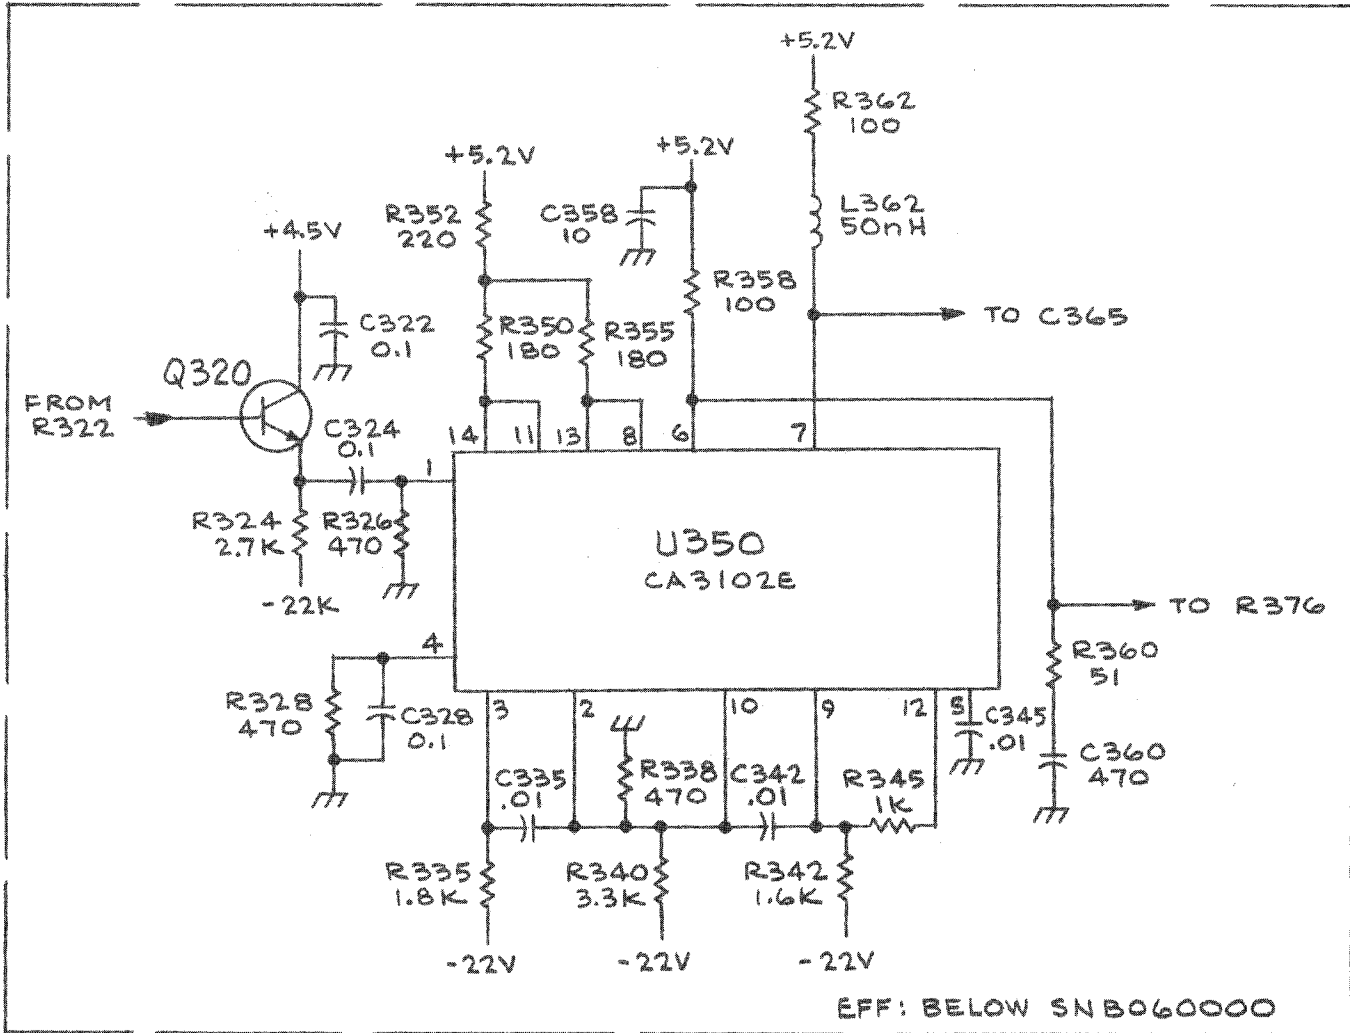 +5.2V
R362
100
+5.2V
+5.2V
R352
220
C358
10
L362
50nH
+4.5V
R358
100
TO C365
C322
0.1
R350
180
R355
180
Q320
FROM
R322
C324
0.1
14
11
13
8
6
7
1
R324
2.7K
R326
470
U350
CA3102E
-22K
TO R376
4
R360
51
R328
470
C328
0.1
3
2
10
9
12
5
C345
.01
C360
470
C335
.01
R338
470
C342
.01
R345
1K
R335
1.8K
R340
3.3K
R342
1.6K
-22V
-22V
-22V
EFF: BELOW SNB060000